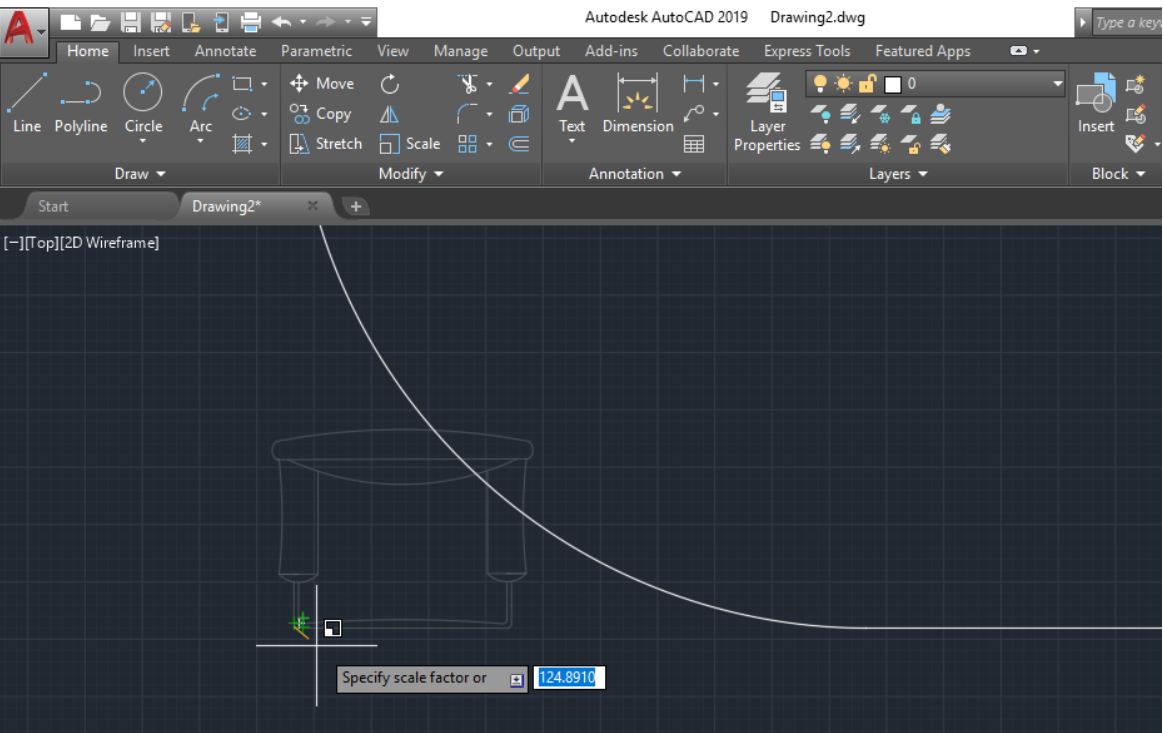 Autodesk AutoCAD 2019 Drawing2.dwg
Type a key
Home Insert Annotate Parametric View Manage Output Add-ins Collaborate Express Tools Featured Apps
Line Polyline Circle Arc
Move
Copy
Stretch Scale
Text Dimension
Layer Properties
0
Insert
Draw Modify Annotation Layers Block
Start Drawing2*
[−][Top][2D Wireframe]
Specify scale factor or 124.8910